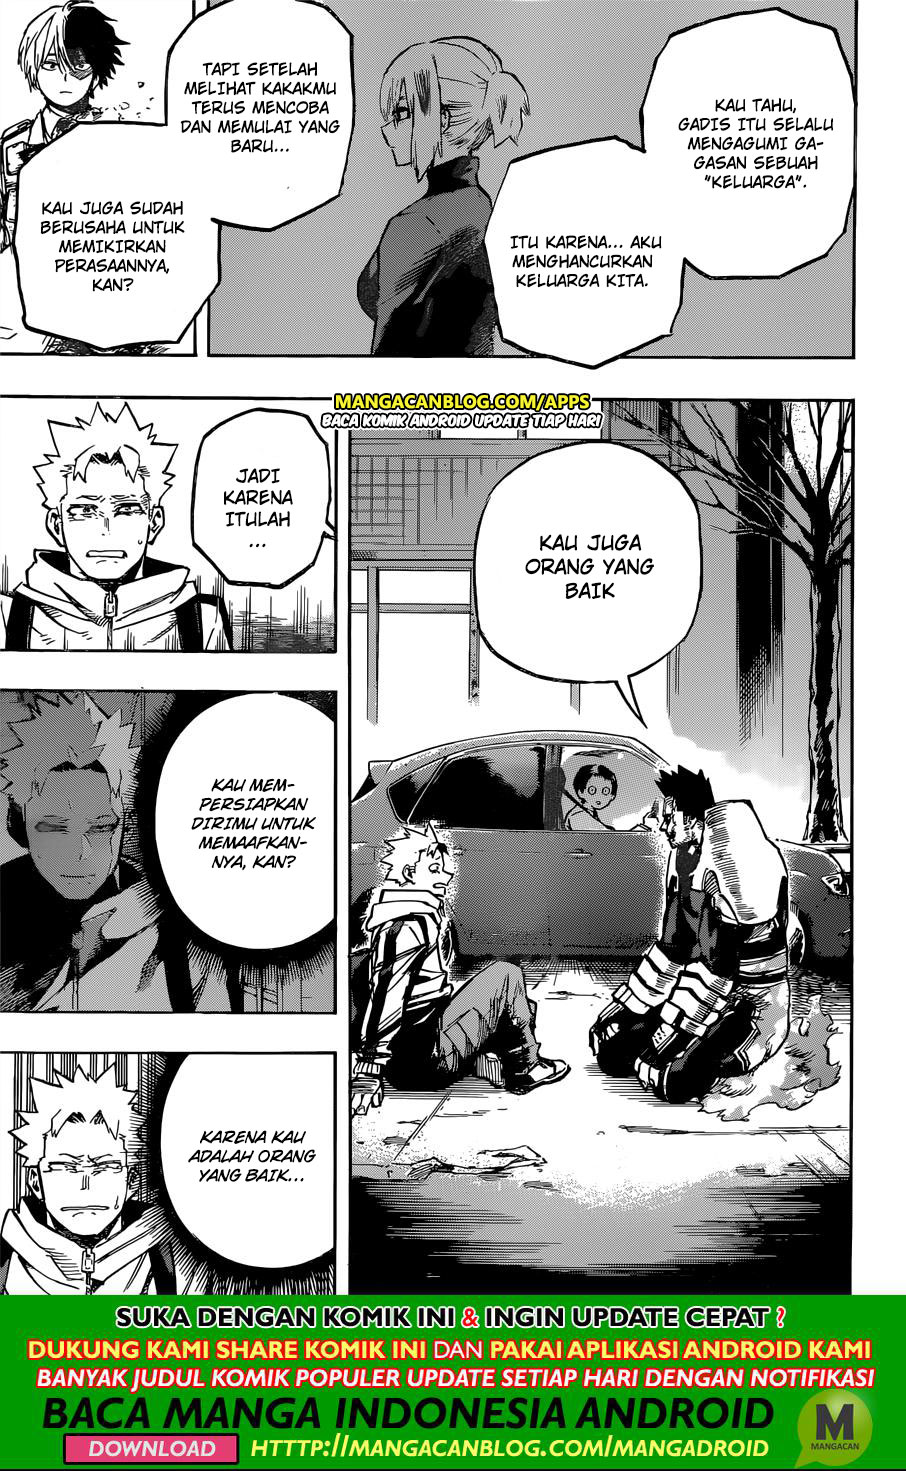 KAU TAHU,
GADIS ITU SELALU
MENGAGUMI GA-
GASAN SEBUAH
"KELUARGA".
ITU KARENA... AKU
MENGHANCURKAN
KELUARGA KITA.
TAPI SETELAH
MELIHAT KAKAKMU
TERUS MENCOBA
DAN MEMULAI YANG
BARU...
KAU JUGA SUDAH
BERUSAHA UNTUK
MEMIKIRKAN
PERASAANNYA,
KAN?
MANGACANBLOG.COM/APPS
BACA KOMIK ANDROID UPDATE TIAP HARI
KAU JUGA
ORANG YANG
BAIK
JADI
KARENA
ITULAH
...
KAU MEM-
PERSIAPKAN
DIRIMU UNTUK
MEMAAFKAN-
NYA, KAN?
KARENA KAU
ADALAH ORANG
YANG BAIK...
SUKA DENGAN KOMIK INI & INGIN UPDATE CEPAT ?
DUKUNG KAMI SHARE KOMIK INI DAN PAKAI APLIKASI ANDROID KAMI
BANYAK JUDUL KOMIK POPULER UPDATE SETIAP HARI DENGAN NOTIFIKASI
BACA MANGA INDONESIA ANDROID
DOWNLOAD HTTTP://MANGACANBLOG.COM/MANGADROID
M
MANGACAN